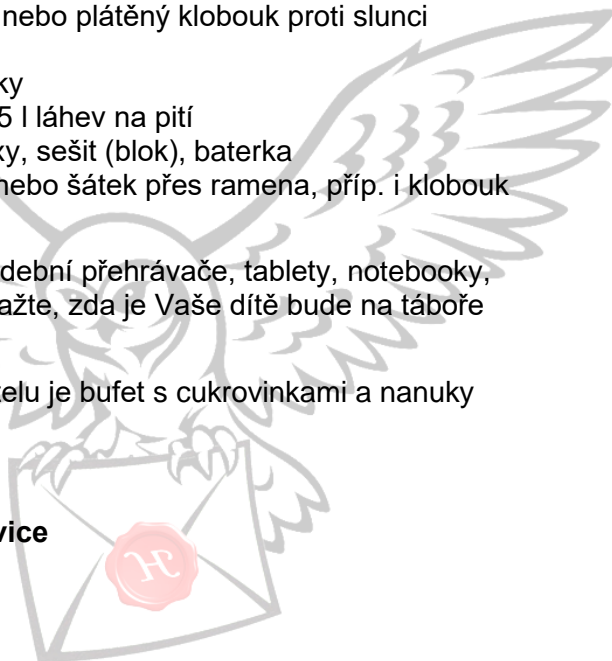 nebo plátěný klobouk proti slunci
ky
5 l láhev na pití
xy, sešit (blok), baterka
nebo šátek přes ramena, příp. i klobouk
dební přehrávače, tablety, notebooky,
ažte, zda je Vaše dítě bude na táboře
telu je bufet s cukrovinkami a nanuky
vice
H